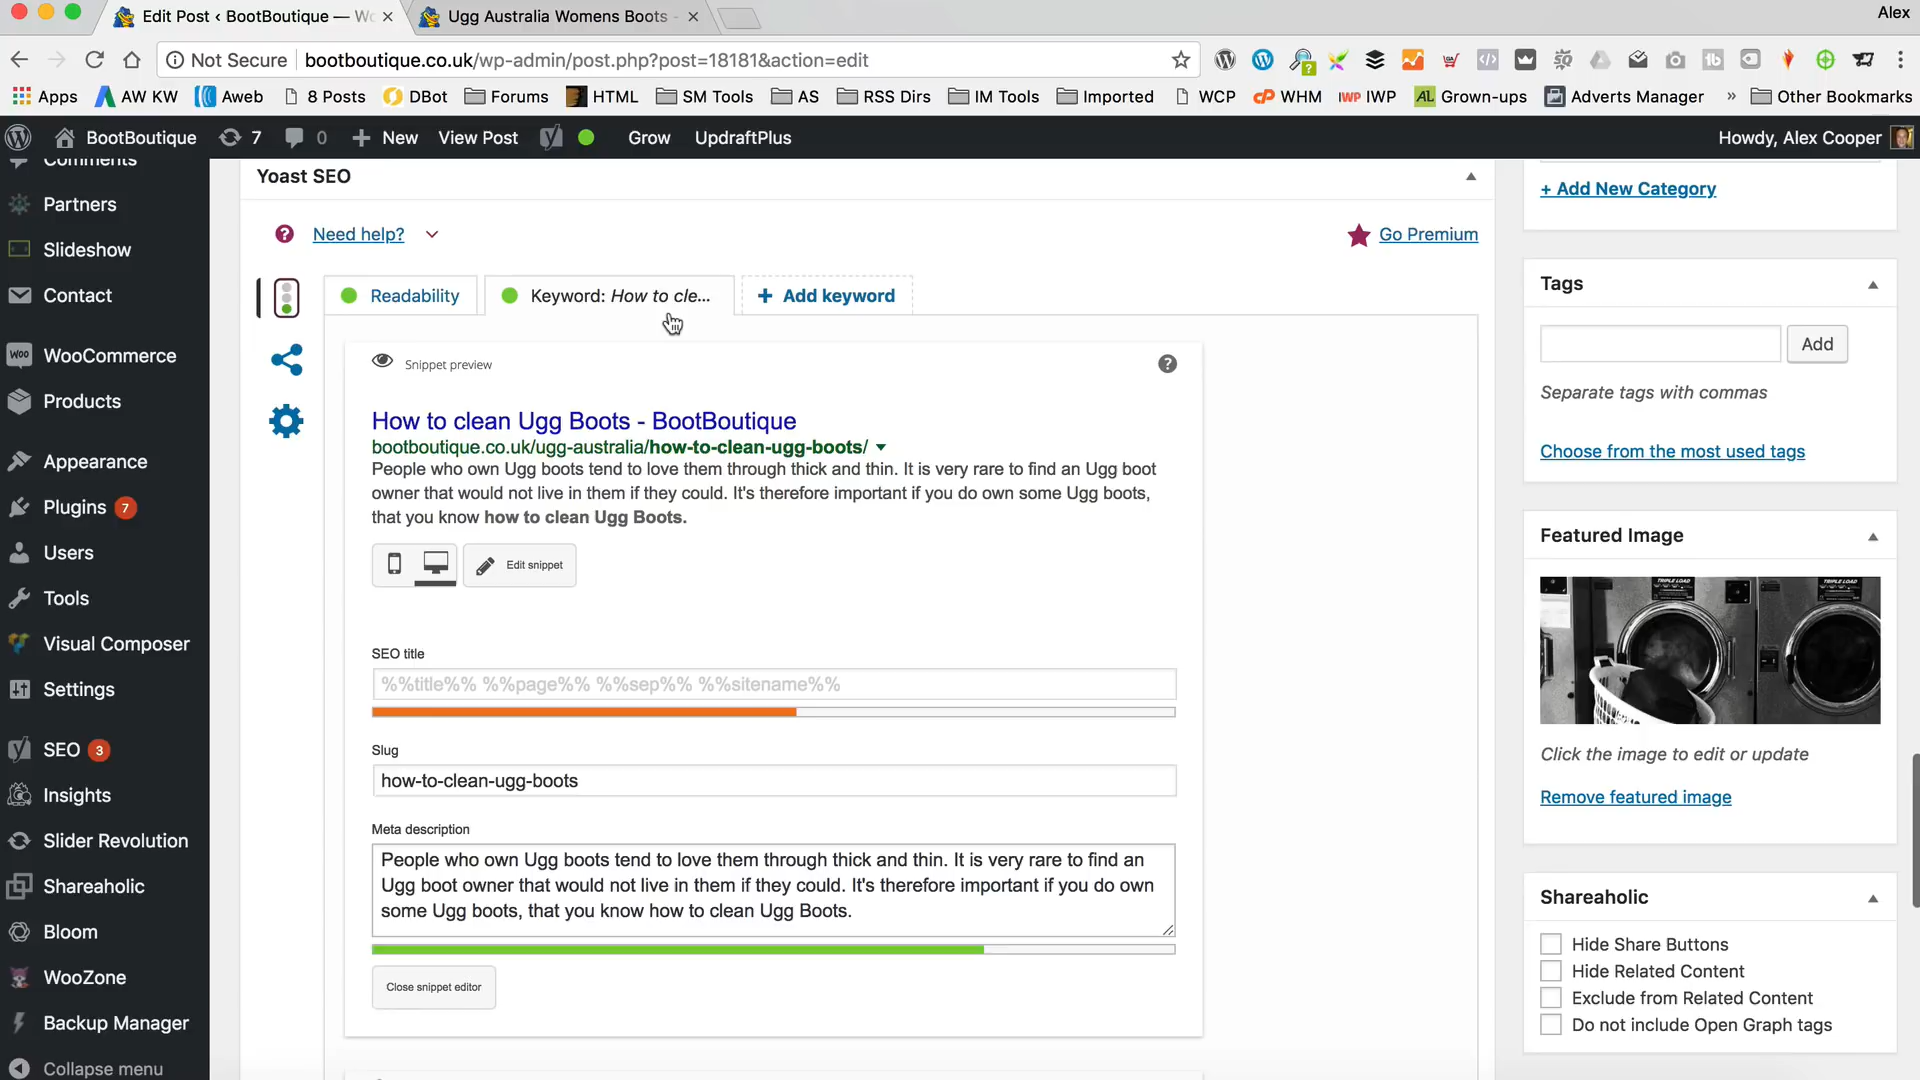 Edit Post ‹ BootBoutique — Wo
Ugg Australia Womens Boots -
Alex
Not Secure
bootboutique.co.uk/wp-admin/post.php?post=18181&action=edit
Apps
AW KW
Aweb
8 Posts
DBot
Forums
HTML
SM Tools
AS
RSS Dirs
IM Tools
Imported
WCP
WHM
IWP IWP
AL Grown-ups
Adverts Manager
»
Other Bookmarks
BootBoutique
7
0
New
View Post
Grow
UpdraftPlus
Howdy, Alex Cooper
Comments
Partners
Slideshow
Contact
WOO WooCommerce
Products
Appearance
Plugins 7
Users
Tools
Visual Composer
Settings
SEO 3
Insights
Slider Revolution
Shareaholic
Bloom
WooZone
Backup Manager
Collapse menu
Yoast SEO
Need help?
Go Premium
Readability
Keyword: How to cle...
+ Add keyword
Snippet preview
How to clean Ugg Boots - BootBoutique
bootboutique.co.uk/ugg-australia/how-to-clean-ugg-boots/
People who own Ugg boots tend to love them through thick and thin. It is very rare to find an Ugg boot
owner that would not live in them if they could. It's therefore important if you do own some Ugg boots,
that you know how to clean Ugg Boots.
Edit snippet
SEO title
%%title%% %%page%% %%sep%% %%sitename%%
Slug
how-to-clean-ugg-boots
Meta description
People who own Ugg boots tend to love them through thick and thin. It is very rare to find an
Ugg boot owner that would not live in them if they could. It's therefore important if you do own
some Ugg boots, that you know how to clean Ugg Boots.
Close snippet editor
+ Add New Category
Tags
Add
Separate tags with commas
Choose from the most used tags
Featured Image
TRIPLE LOAD
TRIPLE LOAD
Click the image to edit or update
Remove featured image
Shareaholic
Hide Share Buttons
Hide Related Content
Exclude from Related Content
Do not include Open Graph tags